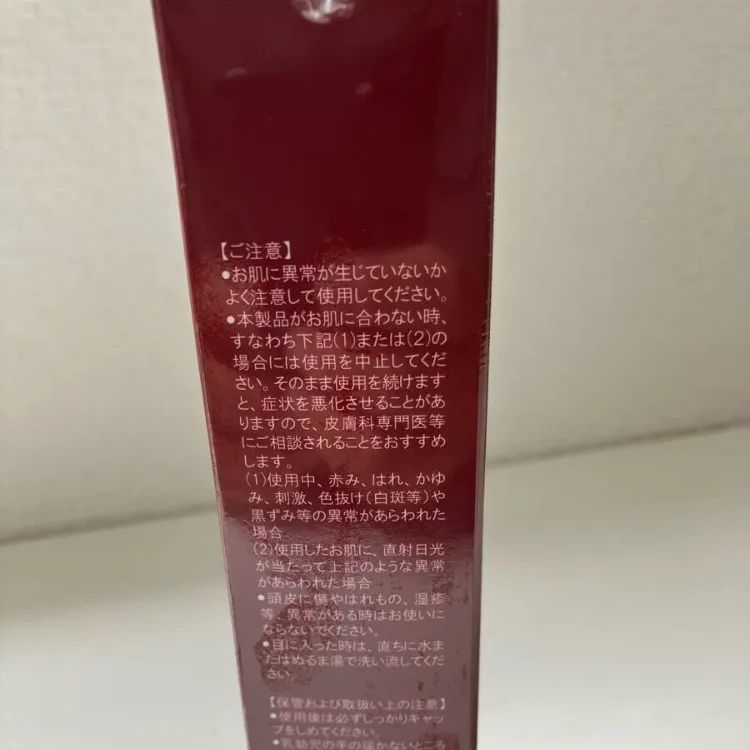 【ご注意】
●お肌に異常が生じていないか
よく注意して使用してください。
●本製品がお肌に合わない時、
すなわち下記(1)または(2)の
場合には使用を中止してくだ
さい。そのまま使用を続けます
と、症状を悪化させることがあ
りますので、皮膚科専門医等
にご相談されることをおすすめ
します。
(1)使用中、赤み、はれ、かゆ
み、刺激、色抜け(白斑等)や
黒ずみ等の異常があらわれた
場合
(2)使用したお肌に、直射日光
が当たって上記のような異常
があらわれた場合
●頭皮に傷やはれもの、湿疹
等、異常がある時はお使いに
ならないでください。
●目に入った時は、直ちに水ま
たはぬるま湯で洗い流してくだ
さい。
【保管および取扱い上の注意】
●使用後は必ずしっかりキャッ
プをしめてください。
●乳幼児の手の届かないところ